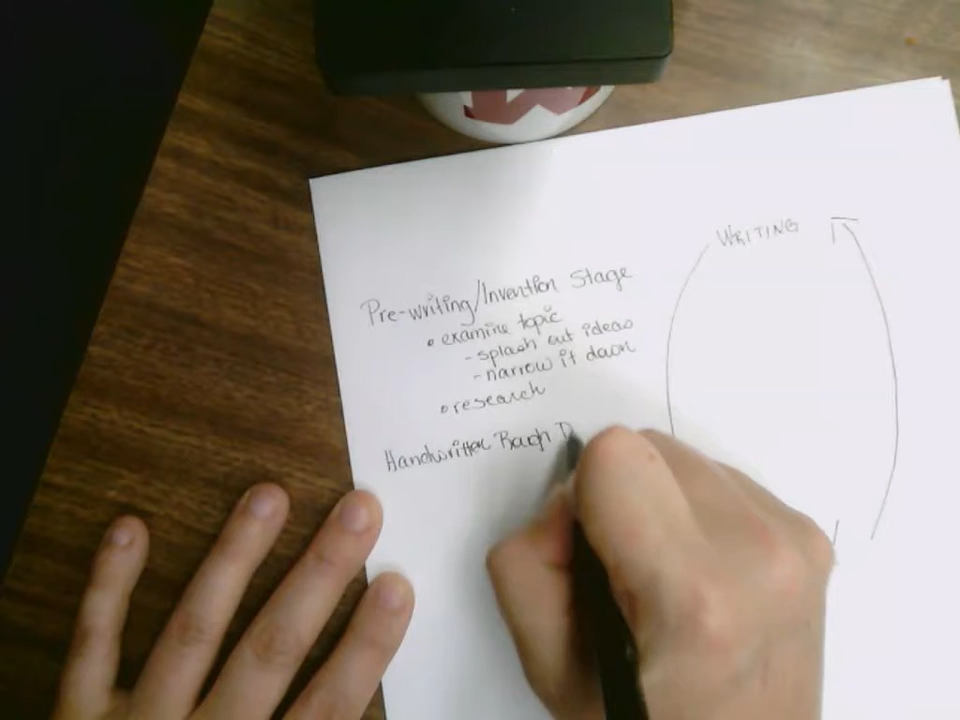 WRITING
Pre-writing/Invention Stage
• examine topic
- splash out ideas
- narrow it down
• research
Handwritten Rough D